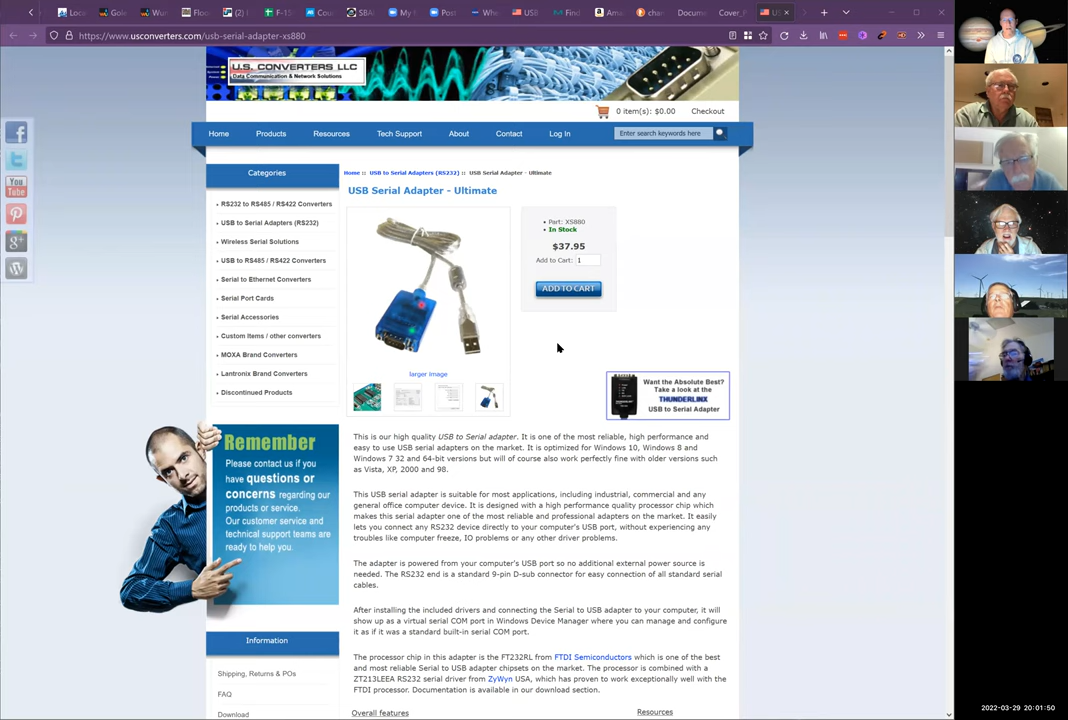 Loca
Gole
Wur
Floo
(2)
F-15
Cou
SBA
My F
Post
Whe
USB
Find
Ama
char
Docume
Cover_F
US
https://www.usconverters.com/usb-serial-adapter-xs880
U.S. CONVERTERS LLC
Data Communication & Network Solutions
0 item(s): $0.00
Checkout
Home
Products
Resources
Tech Support
About
Contact
Log In
Enter search keywords here
Categories
RS232 to RS485 / RS422 Converters
USB to Serial Adapters (RS232)
Wireless Serial Solutions
USB to RS485 / RS422 Converters
Serial to Ethernet Converters
Serial Port Cards
Serial Accessories
Custom Items / other converters
MOXA Brand Converters
Lantronix Brand Converters
Discontinued Products
Remember
Please contact us if you
have questions or
concerns regarding our
products or service.
Our customer service and
technical support teams are
ready to help you.
Information
Shipping, Returns & POs
FAQ
Download
Home :: USB to Serial Adapters (RS232) :: USB Serial Adapter - Ultimate
USB Serial Adapter - Ultimate
Part: XS880
In Stock
$37.95
Add to Cart: 1
ADD TO CART
larger image
Want the Absolute Best?
Take a look at the
THUNDERLINX
USB to Serial Adapter
This is our high quality USB to Serial adapter. It is one of the most reliable, high performance and
easy to use USB serial adapters on the market. It is optimized for Windows 10, Windows 8 and
Windows 7 32 and 64-bit versions but will of course also work perfectly fine with older versions such
as Vista, XP, 2000 and 98.
This USB serial adapter is suitable for most applications, including industrial, commercial and any
general office computer device. It is designed with a high performance quality processor chip which
makes this serial adapter one of the most reliable and professional adapters on the market. It easily
lets you connect any RS232 device directly to your computer's USB port, without experiencing any
troubles like computer freeze, IO problems or any other driver problems.
The adapter is powered from your computer's USB port so no additional external power source is
needed. The RS232 end is a standard 9-pin D-sub connector for easy connection of all standard serial
cables.
After installing the included drivers and connecting the Serial to USB adapter to your computer, it will
show up as a virtual serial COM port in Windows Device Manager where you can manage and configure
it as if it was a standard built-in serial COM port.
The processor chip in this adapter is the FT232RL from FTDI Semiconductors which is one of the best
and most reliable Serial to USB adapter chipsets on the market. The processor is combined with a
ZT213LEEA RS232 serial driver from ZyWyn USA, which has proven to work exceptionally well with the
FTDI processor. Documentation is available in our download section.
Overall features
Resources
2022-03-29 20:01:50